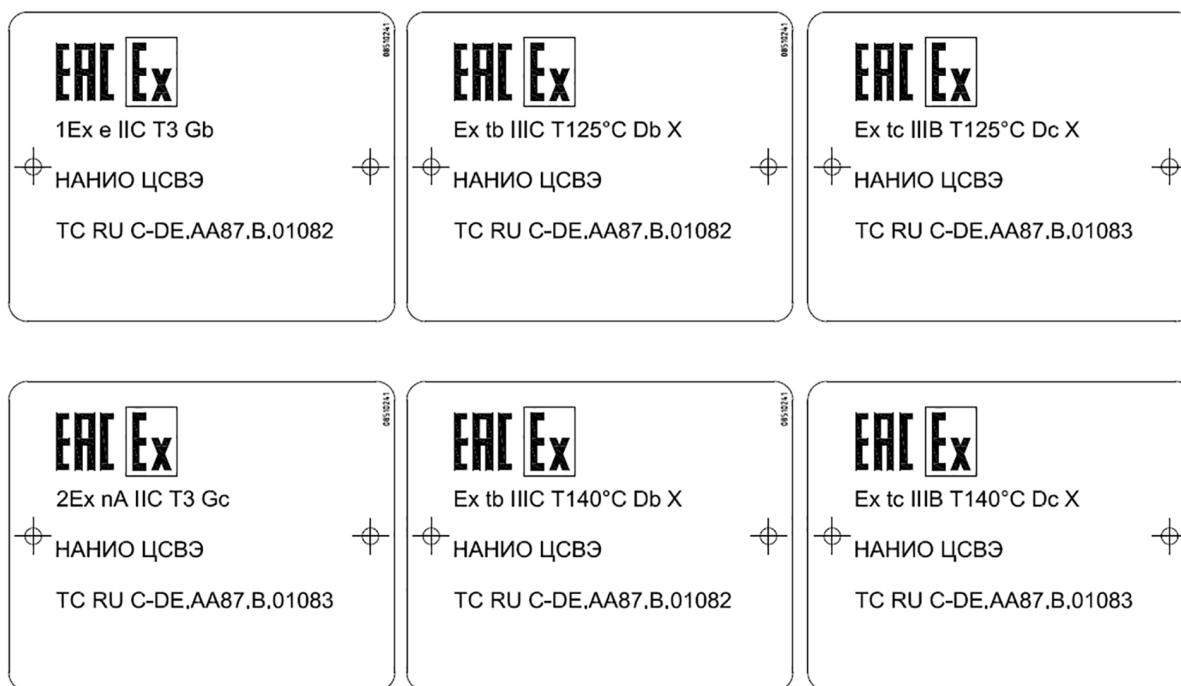 EAC Ex
08510241
1Ex e IIC T3 Gb
НАНИО ЦСВЭ
TC RU C-DE.AA87.B.01082
EAC Ex
08510241
Ex tb IIIC T125°C Db X
НАНИО ЦСВЭ
TC RU C-DE.AA87.B.01082
EAC Ex
Ex tc IIIB T125°C Dc X
НАНИО ЦСВЭ
TC RU C-DE.AA87.B.01083
EAC Ex
08510241
2Ex nA IIC T3 Gc
НАНИО ЦСВЭ
TC RU C-DE.AA87.B.01083
EAC Ex
08510241
Ex tb IIIC T140°C Db X
НАНИО ЦСВЭ
TC RU C-DE.AA87.B.01082
EAC Ex
Ex tc IIIB T140°C Dc X
НАНИО ЦСВЭ
TC RU C-DE.AA87.B.01083